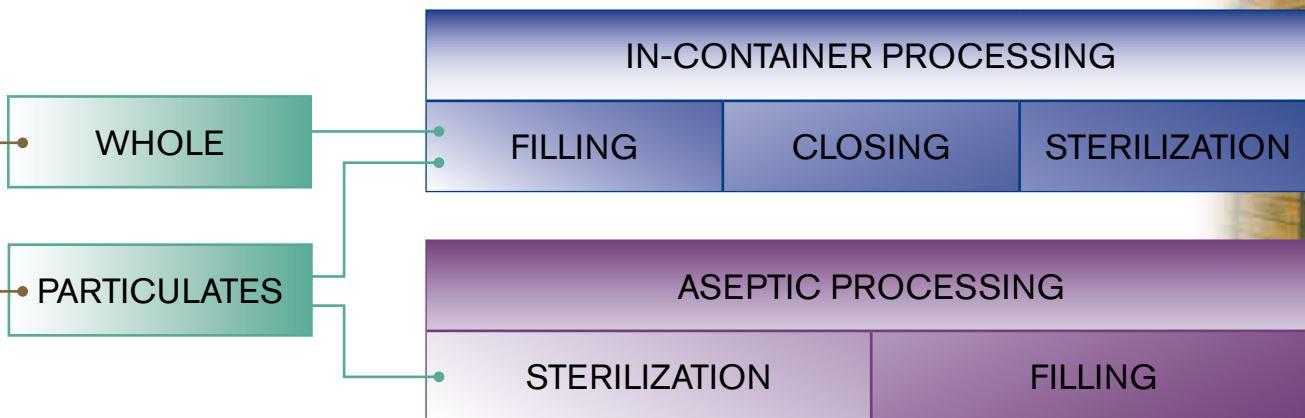 IN-CONTAINER PROCESSING
WHOLE
FILLING
CLOSING
STERILIZATION
PARTICULATES
ASEPTIC PROCESSING
STERILIZATION
FILLING